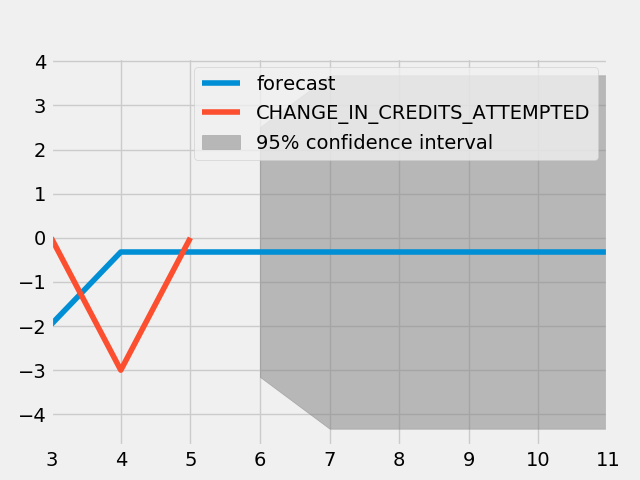 4
forecast
3
CHANGE_IN_CREDITS_ATTEMPTED
2
95% confidence interval
1
0
−1
−2
−3
−4
3 4 5 6 7 8 9 10 11